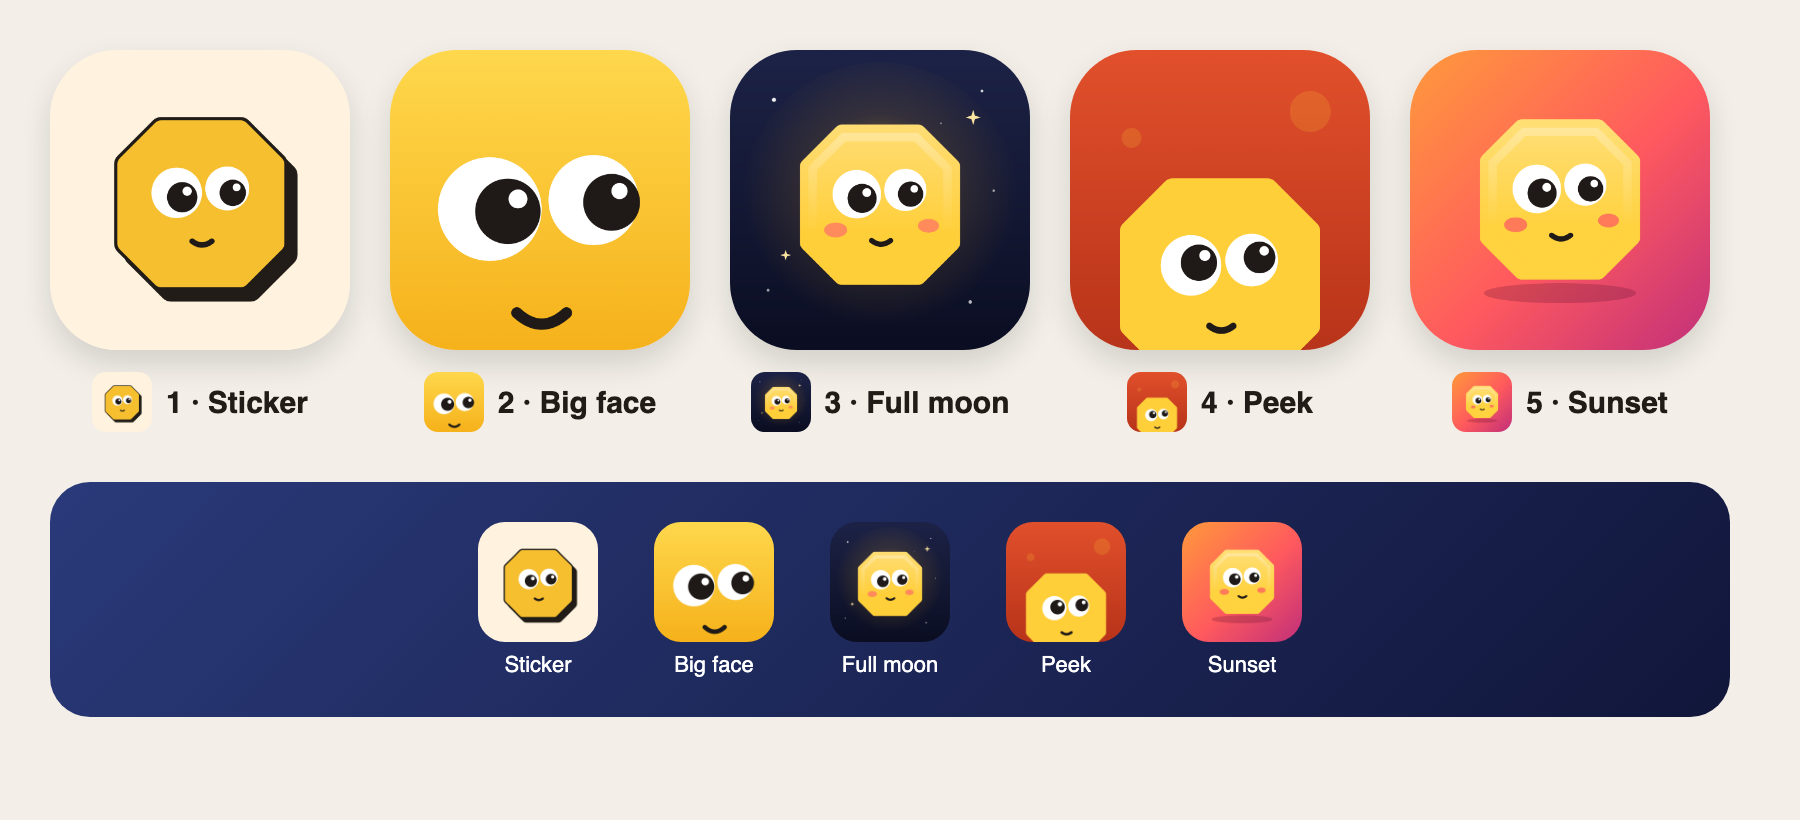 1 · Sticker
2 · Big face
3 · Full moon
4 · Peek
5 · Sunset
Sticker
Big face
Full moon
Peek
Sunset